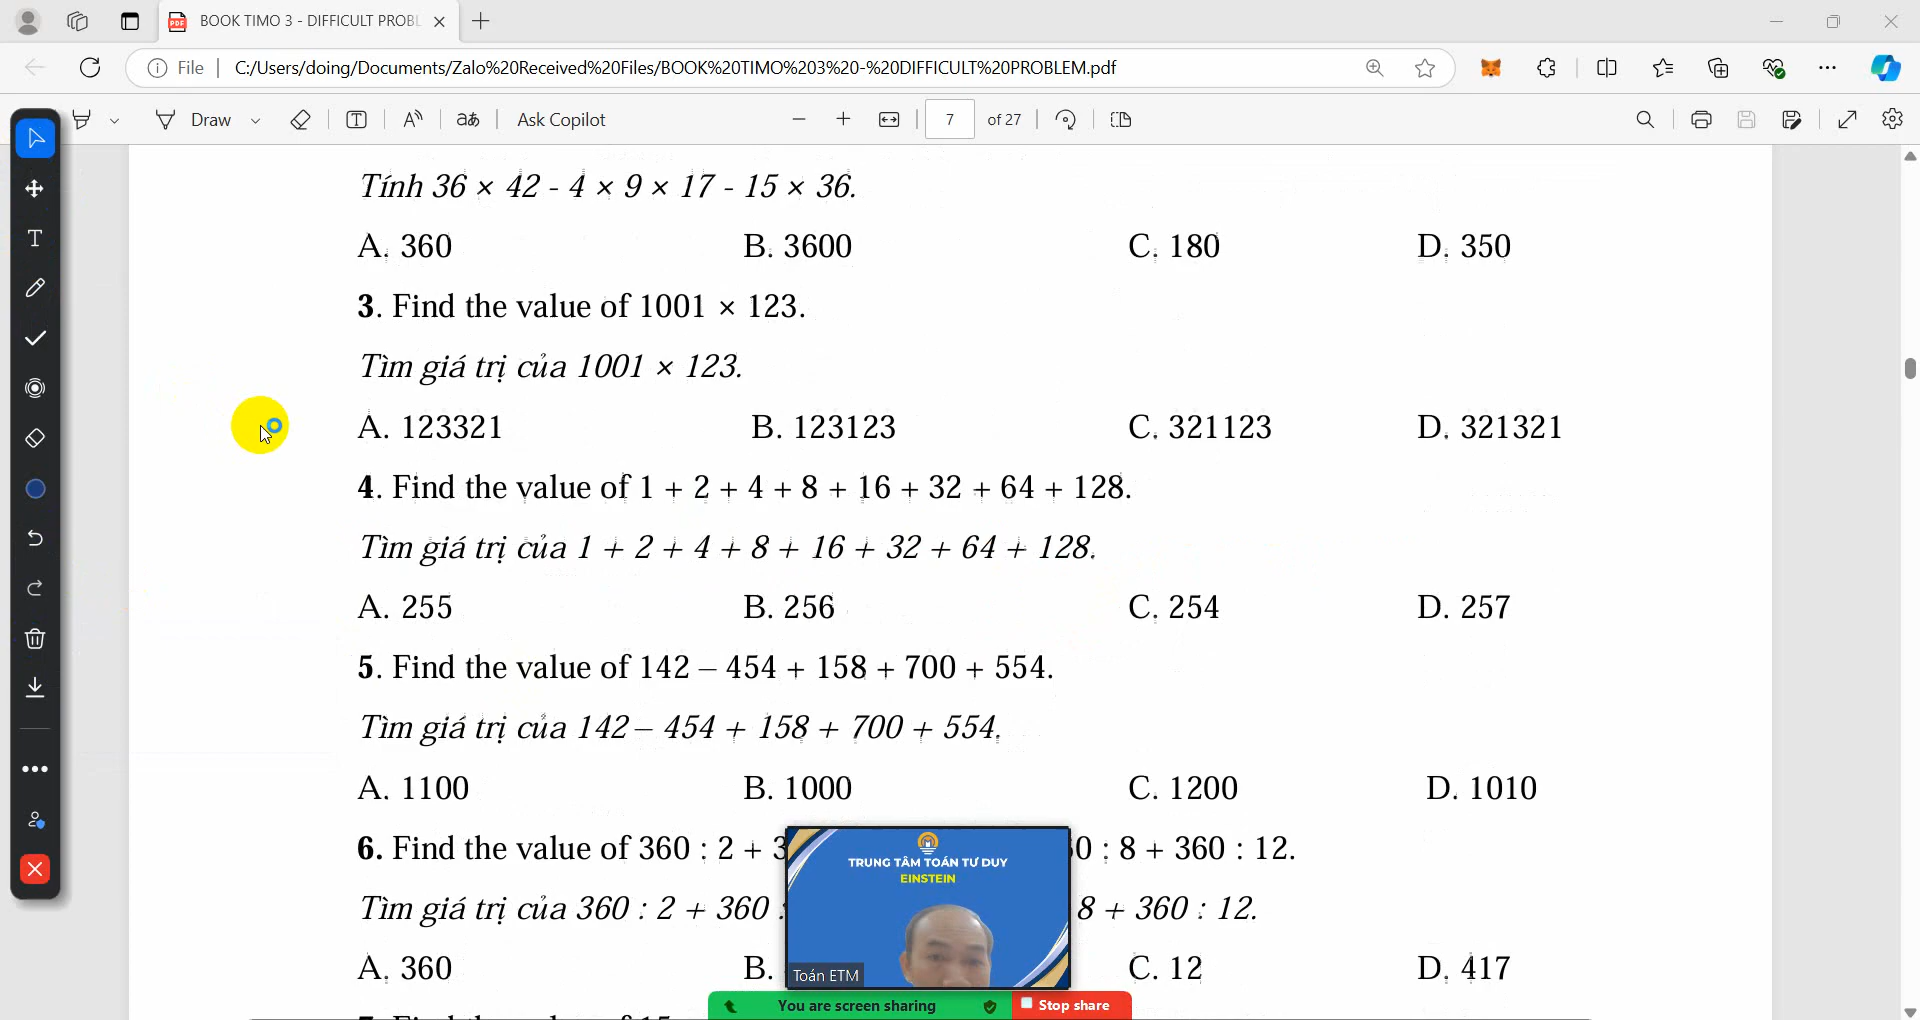 BOOK TIMO 3 - DIFFICULT PROBL
File C:/Users/doing/Documents/Zalo%20Received%20Files/BOOK%20TIMO%203%20-%20DIFFICULT%20PROBLEM.pdf
Draw Ask Copilot 7 of 27
Tính 36 × 42 - 4 × 9 × 17 - 15 × 36.
A. 360 B. 3600 C. 180 D. 350
3. Find the value of 1001 × 123.
Tìm giá trị của 1001 × 123.
A. 123321 B. 123123 C. 321123 D. 321321
4. Find the value of 1 + 2 + 4 + 8 + 16 + 32 + 64 + 128.
Tìm giá trị của 1 + 2 + 4 + 8 + 16 + 32 + 64 + 128.
A. 255 B. 256 C. 254 D. 257
5. Find the value of 142 – 454 + 158 + 700 + 554.
Tìm giá trị của 142 – 454 + 158 + 700 + 554.
A. 1100 B. 1000 C. 1200 D. 1010
6. Find the value of 360 : 2 + 0 : 8 + 360 : 12.
TRUNG TÂM TOÁN TƯ DUY
EINSTEIN
Tìm giá trị của 360 : 2 + 360 : 8 + 360 : 12.
A. 360 B. C. 12 D. 417
Toán ETM
You are screen sharing Stop share